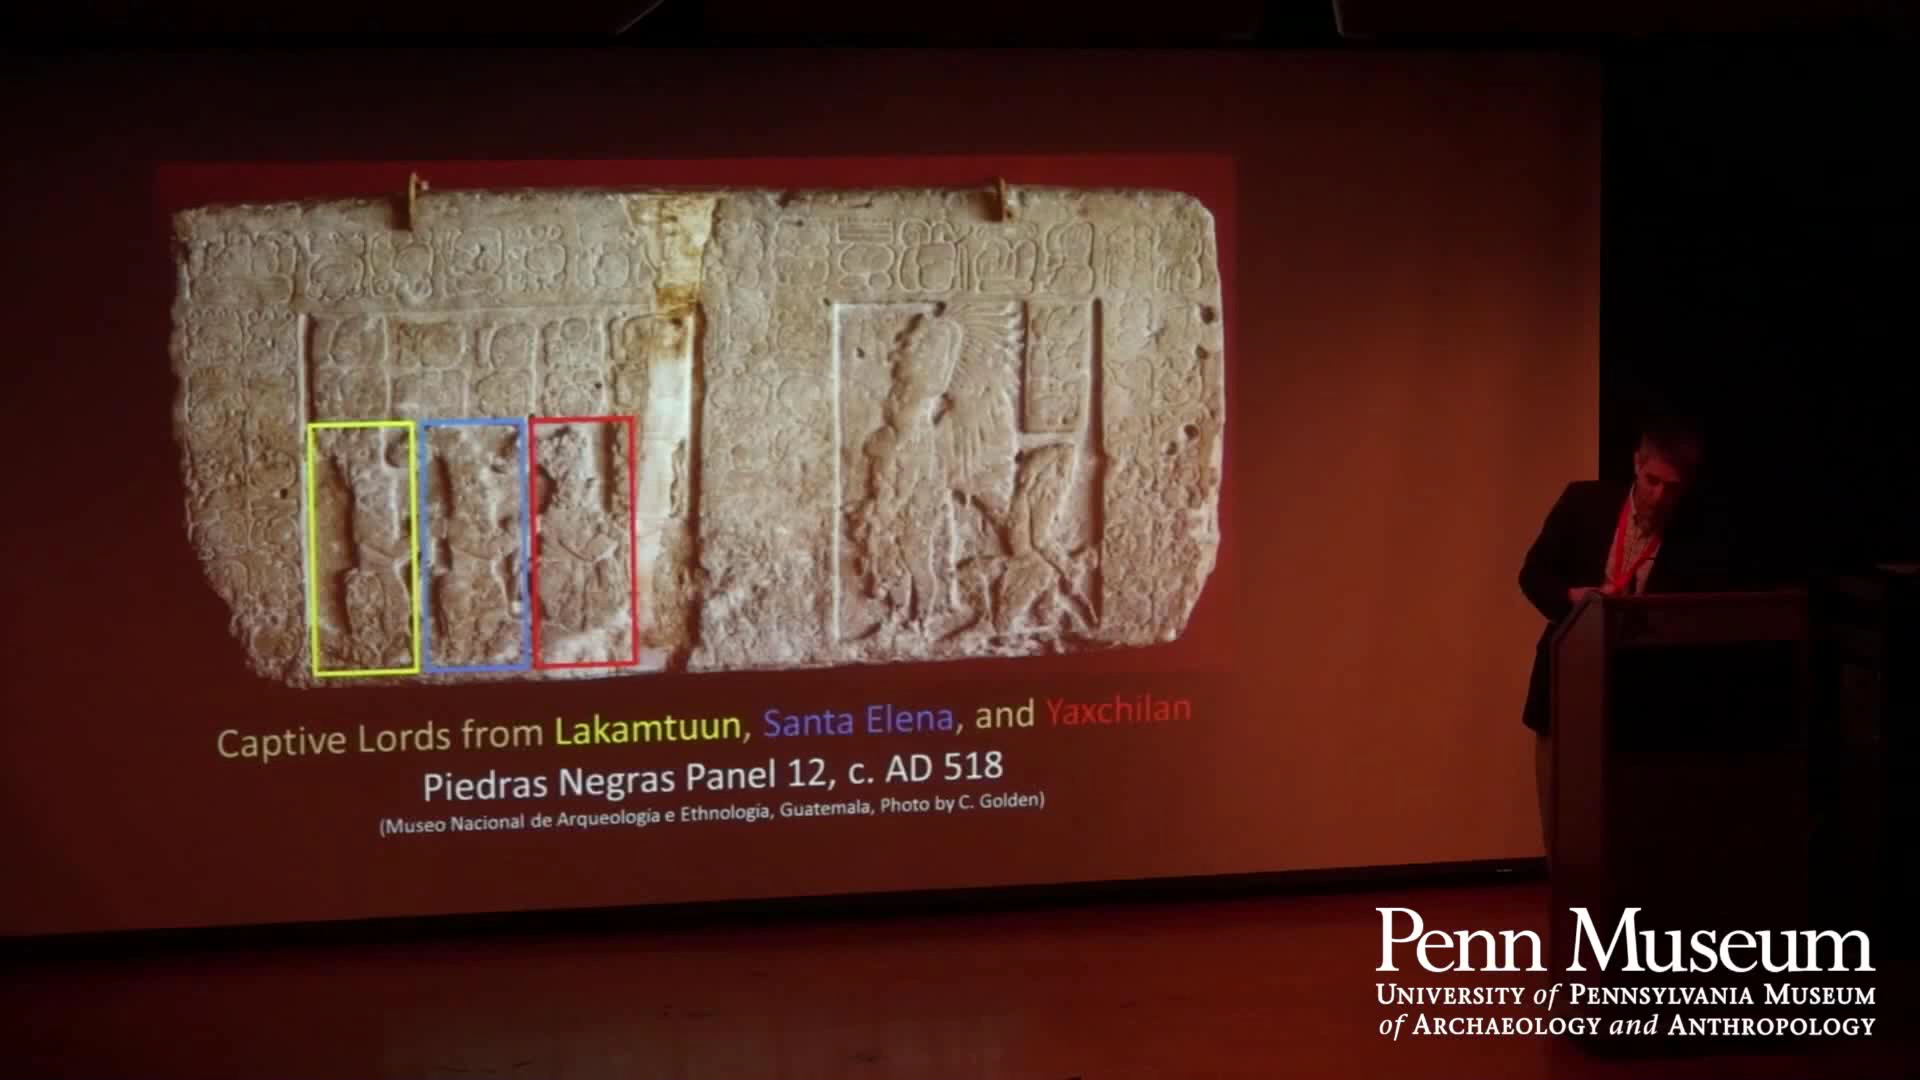 Captive Lords from Lakamtuun, Santa Elena, and Yaxchilan
Piedras Negras Panel 12, c. AD 518
(Museo Nacional de Arqueología e Ethnología, Guatemala, Photo by C. Golden)
Penn Museum
UNIVERSITY of PENNSYLVANIA MUSEUM
of ARCHAEOLOGY and ANTHROPOLOGY